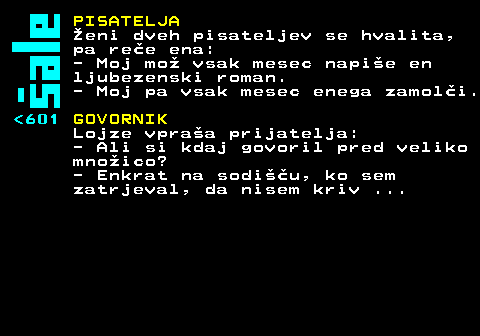 šale
PISATELJA
Ženi dveh pisateljev se hvalita,
pa reče ena:
- Moj mož vsak mesec napiše en
ljubezenski roman.
- Moj pa vsak mesec enega zamolči.
<601 GOVORNIK
Lojze vpraša prijatelja:
- Ali si kdaj govoril pred veliko
množico?
- Enkrat na sodišču, ko sem
zatrjeval, da nisem kriv ...